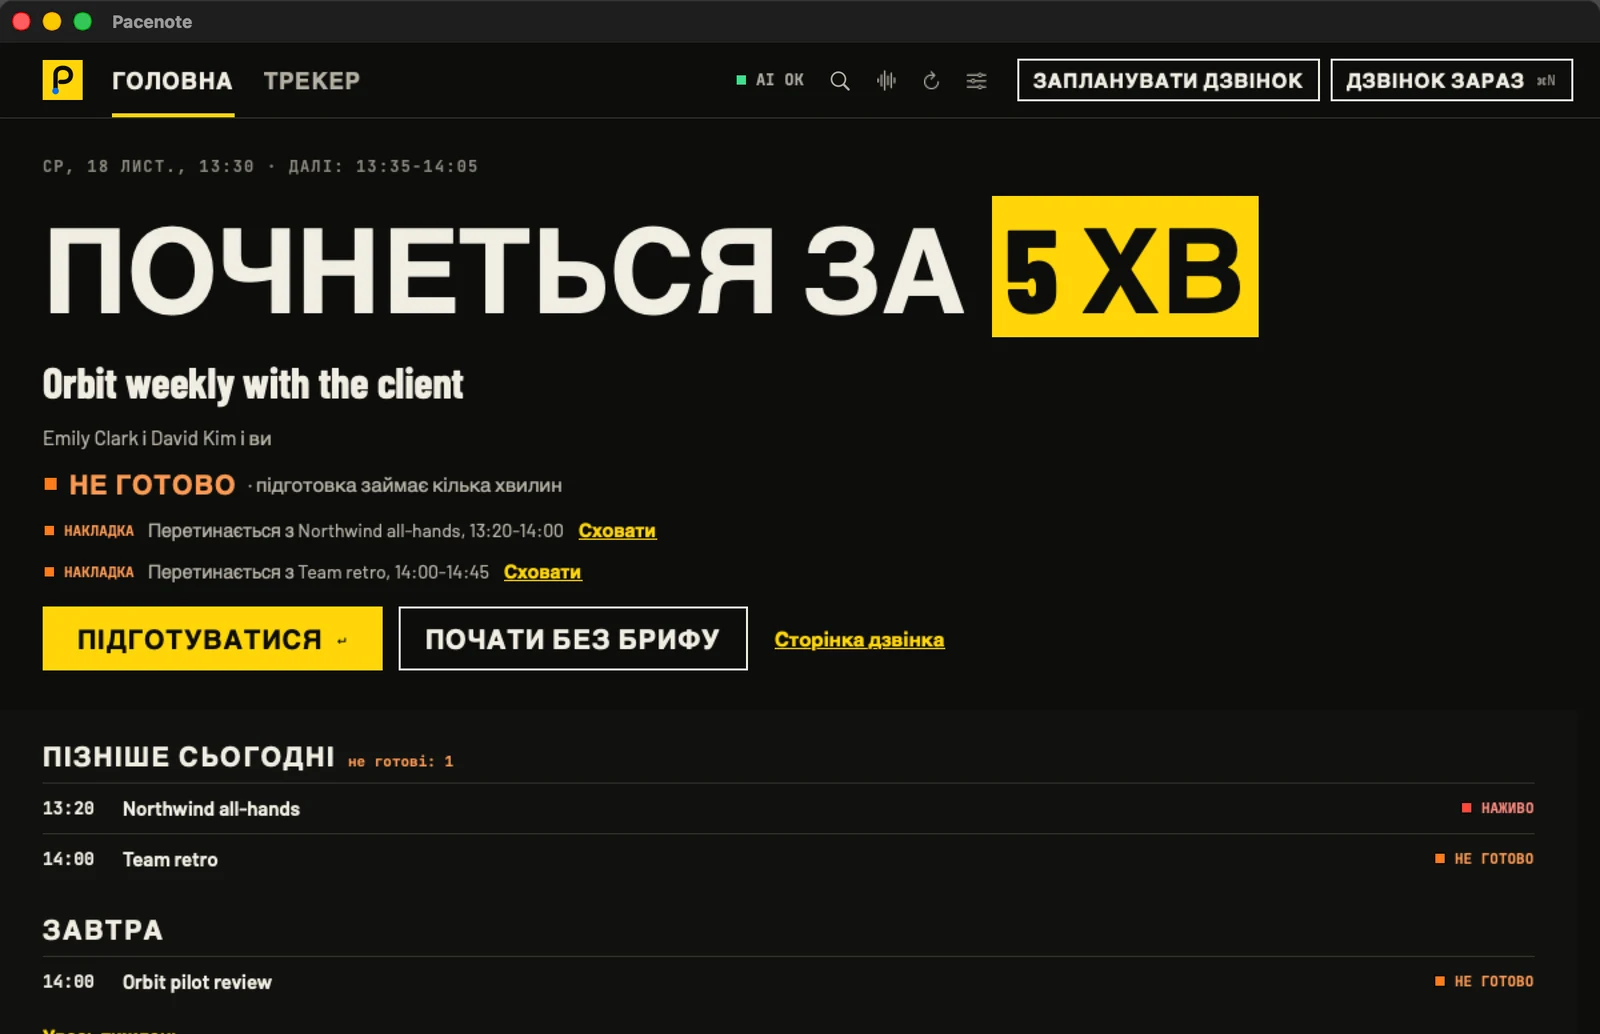 Pacenote
ГОЛОВНА ТРЕКЕР AI OK ЗАПЛАНУВАТИ ДЗВІНОК ДЗВІНОК ЗАРАЗ ⌘N
СР, 18 ЛИСТ., 13:30 · ДАЛІ: 13:35-14:05
ПОЧНЕТЬСЯ ЗА 5 ХВ
Orbit weekly with the client
Emily Clark і David Kim і ви
НЕ ГОТОВО · підготовка займає кілька хвилин
НАКЛАДКА Перетинається з Northwind all-hands, 13:20-14:00 Сховати
НАКЛАДКА Перетинається з Team retro, 14:00-14:45 Сховати
ПІДГОТУВАТИСЯ ↵ ПОЧАТИ БЕЗ БРИФУ Сторінка дзвінка
ПІЗНІШЕ СЬОГОДНІ не готові: 1
13:20 Northwind all-hands НАЖИВО
14:00 Team retro НЕ ГОТОВО
ЗАВТРА
14:00 Orbit pilot review НЕ ГОТОВО